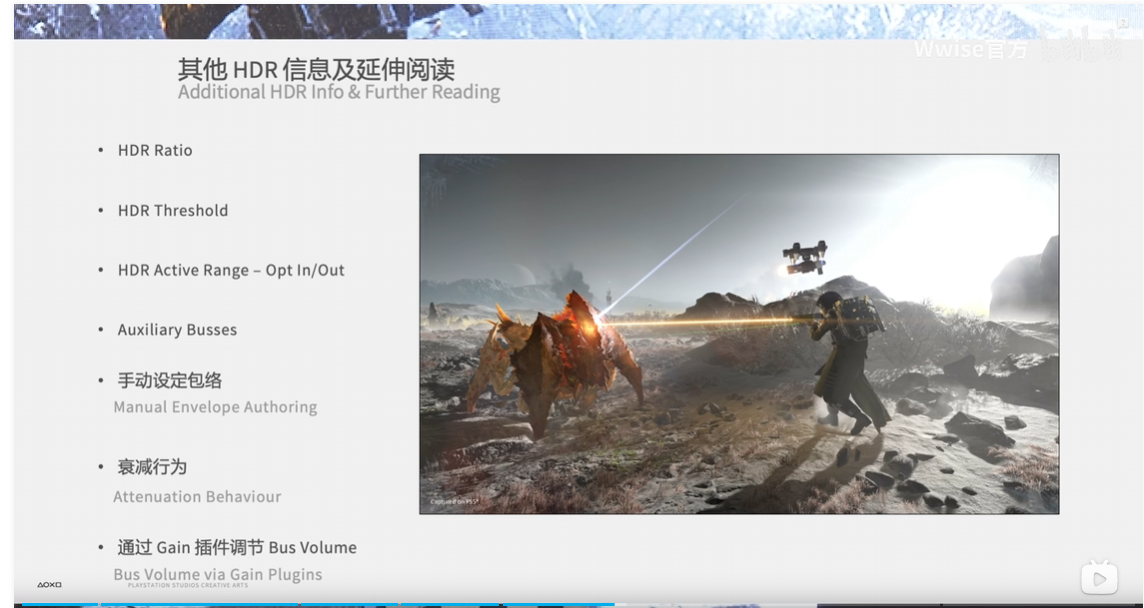 Wwise官方
其他 HDR 信息及延伸阅读
Additional HDR Info & Further Reading
• HDR Ratio
• HDR Threshold
• HDR Active Range – Opt In/Out
• Auxiliary Busses
• 手动设定包络
Manual Envelope Authoring
• 衰减行为
Attenuation Behaviour
• 通过 Gain 插件调节 Bus Volume
Bus Volume via Gain Plugins
PLAYSTATION STUDIOS CREATIVE ARTS
Captured on PS5